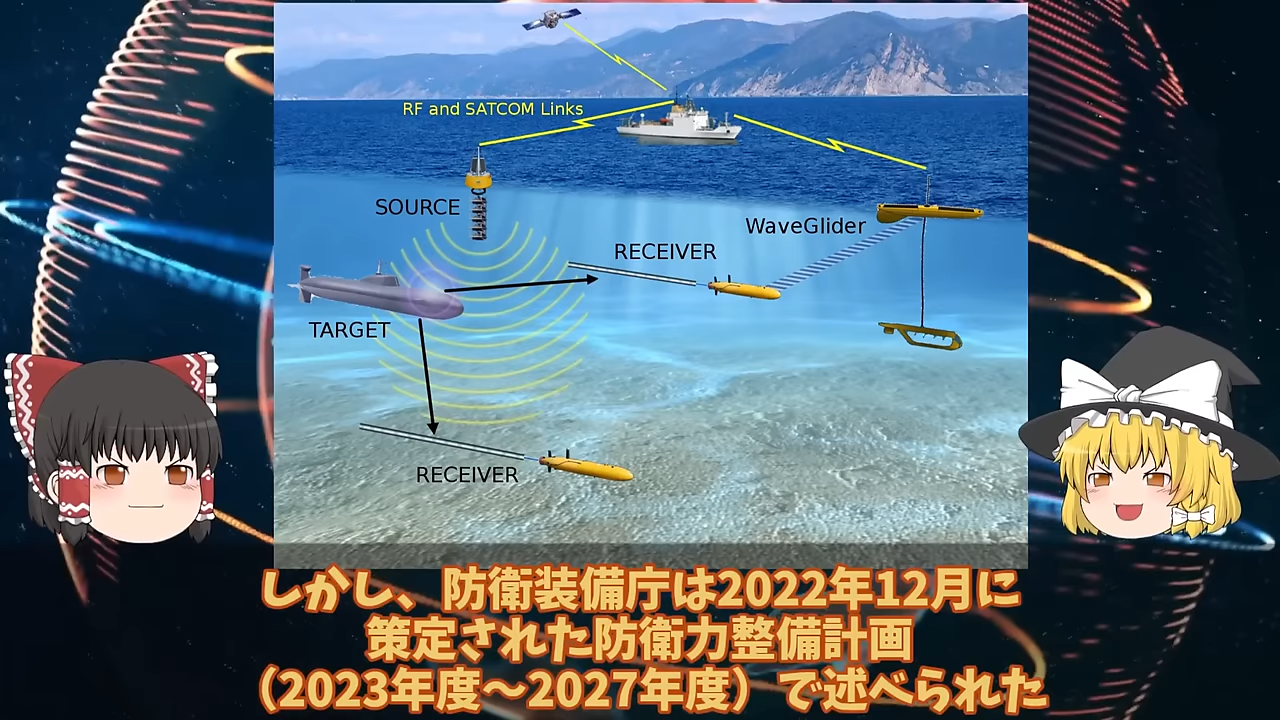 RF and SATCOM Links
SOURCE
WaveGlider
RECEIVER
TARGET
RECEIVER
しかし、防衛装備庁は2022年12月に
策定された防衛力整備計画
（2023年度～2027年度）で述べられた